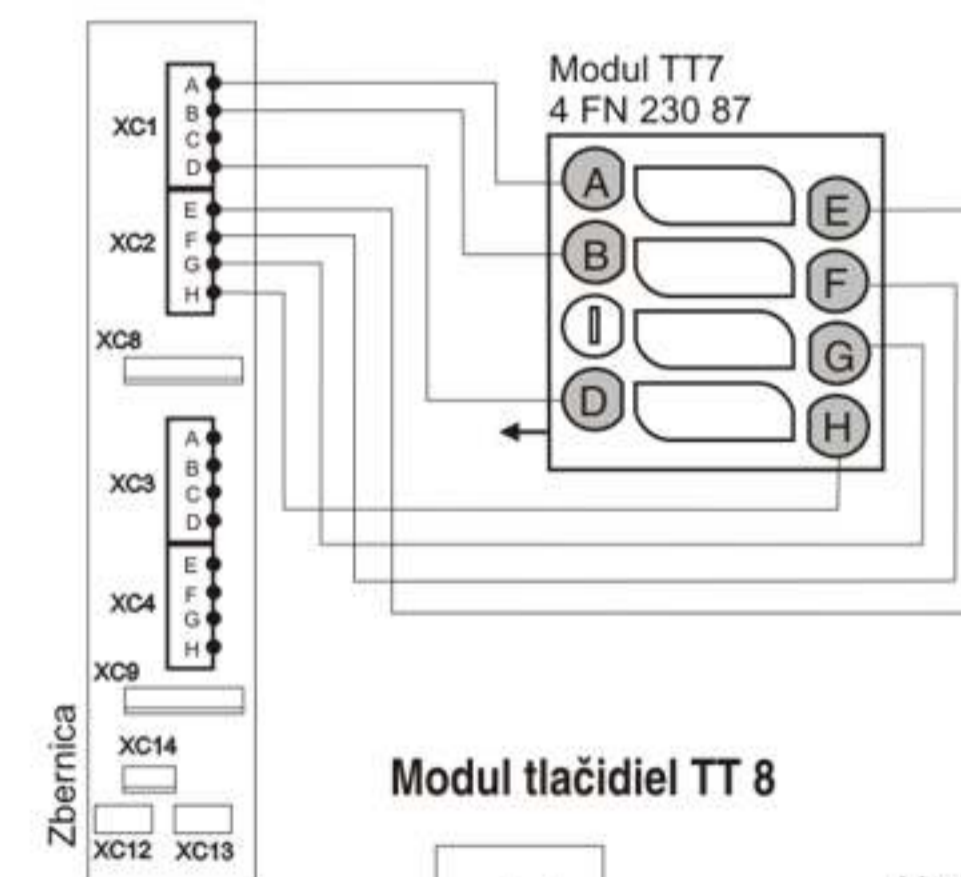 XC1
A
B
C
D
XC2
E
F
G
H
XC8
XC3
A
B
C
D
XC4
E
F
G
H
XC9
XC14
XC12 XC13
Zbernica
Modul TT7
4 FN 230 87
A
B
D
E
F
G
H
Modul tlačidiel TT 8